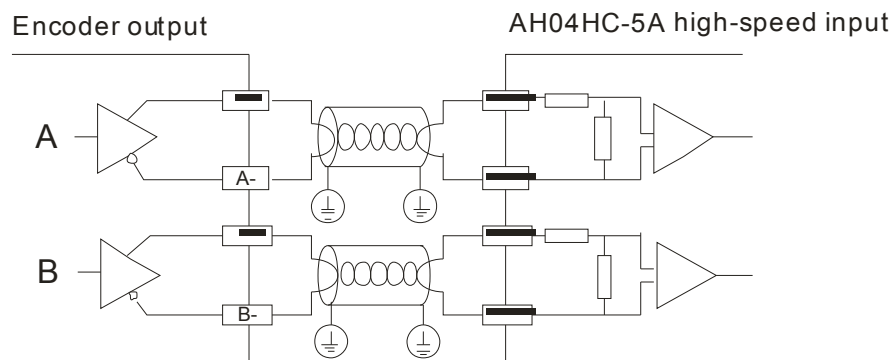 Encoder output
AH04HC-5A high-speed input
A
A-
B
B-